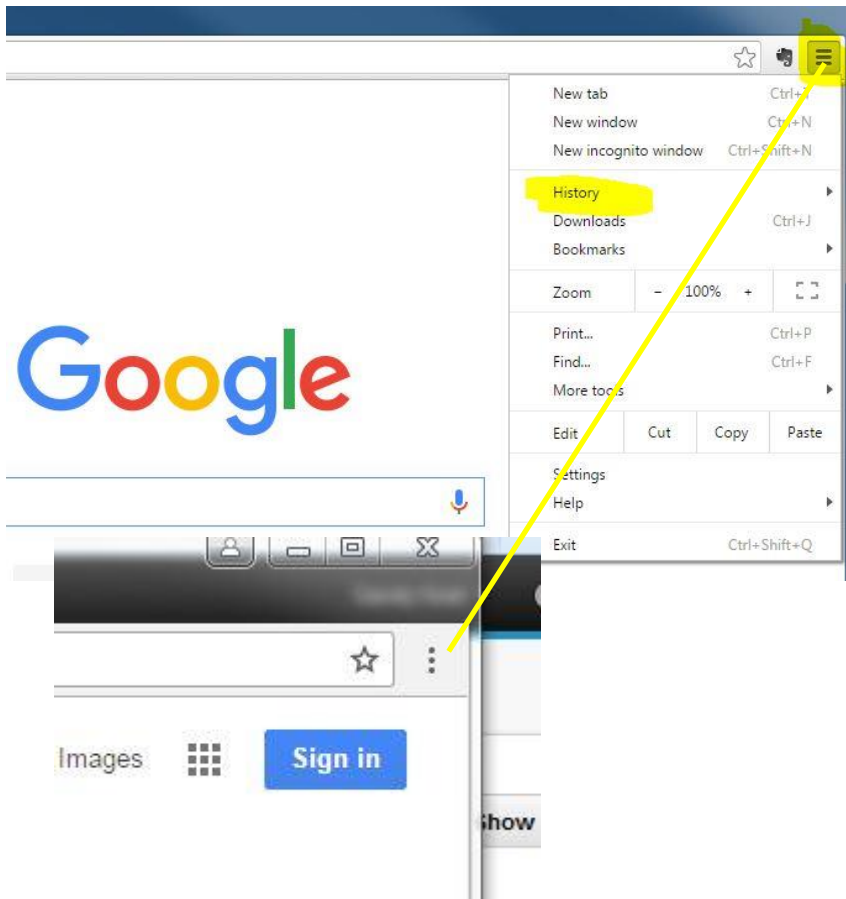 New tab Ctrl+T
New window Ctrl+N
New incognito window Ctrl+Shift+N
History
Downloads Ctrl+J
Bookmarks
Zoom - 100% +
Print... Ctrl+P
Find... Ctrl+F
More tools
Edit Cut Copy Paste
Settings
Help
Exit Ctrl+Shift+Q
Google
Images Sign in
Show